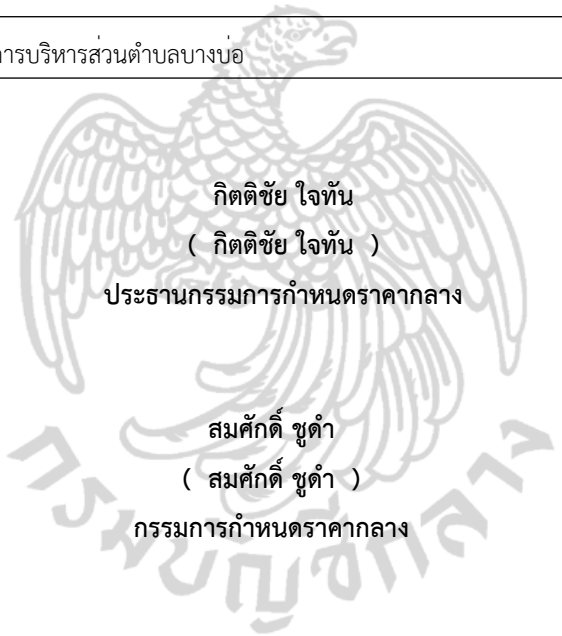 การบริหารส่วนตำบลบางบ่อ
กิตติชัย ใจทัน
( กิตติชัย ใจทัน )
ประธานกรรมการกำหนดราคากลาง
สมศักดิ์ ชูดำ
( สมศักดิ์ ชูดำ )
กรรมการกำหนดราคากลาง
กรมบัญชีกลาง